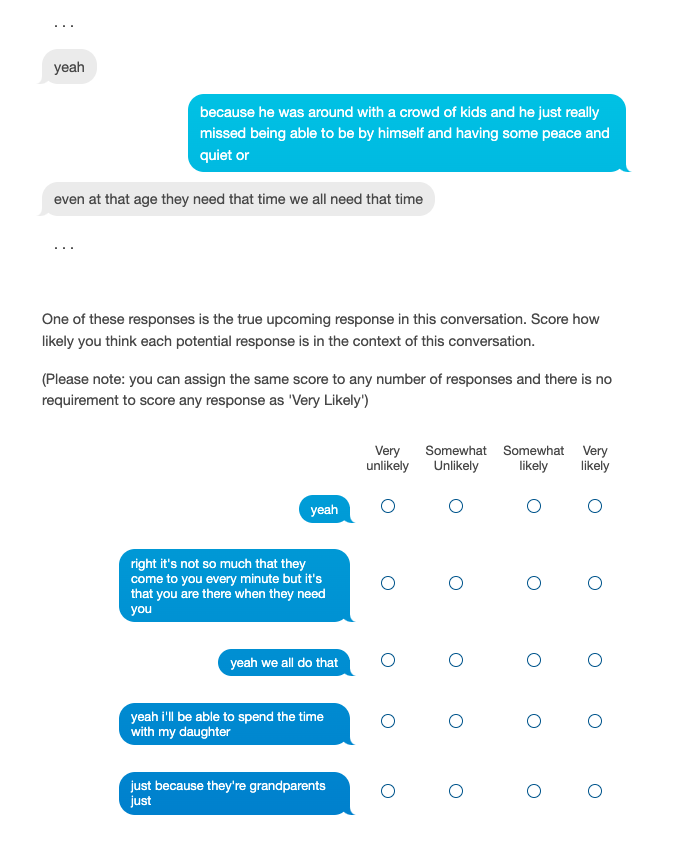 ...
yeah
because he was around with a crowd of kids and he just really
missed being able to be by himself and having some peace and
quiet or
even at that age they need that time we all need that time
...
One of these responses is the true upcoming response in this conversation. Score how
likely you think each potential response is in the context of this conversation.
(Please note: you can assign the same score to any number of responses and there is no
requirement to score any response as 'Very Likely')
Very Somewhat Somewhat Very
unlikely Unlikely likely likely
yeah
right it's not so much that they
come to you every minute but it's
that you are there when they need
you
yeah we all do that
yeah i'll be able to spend the time
with my daughter
just because they're grandparents
just